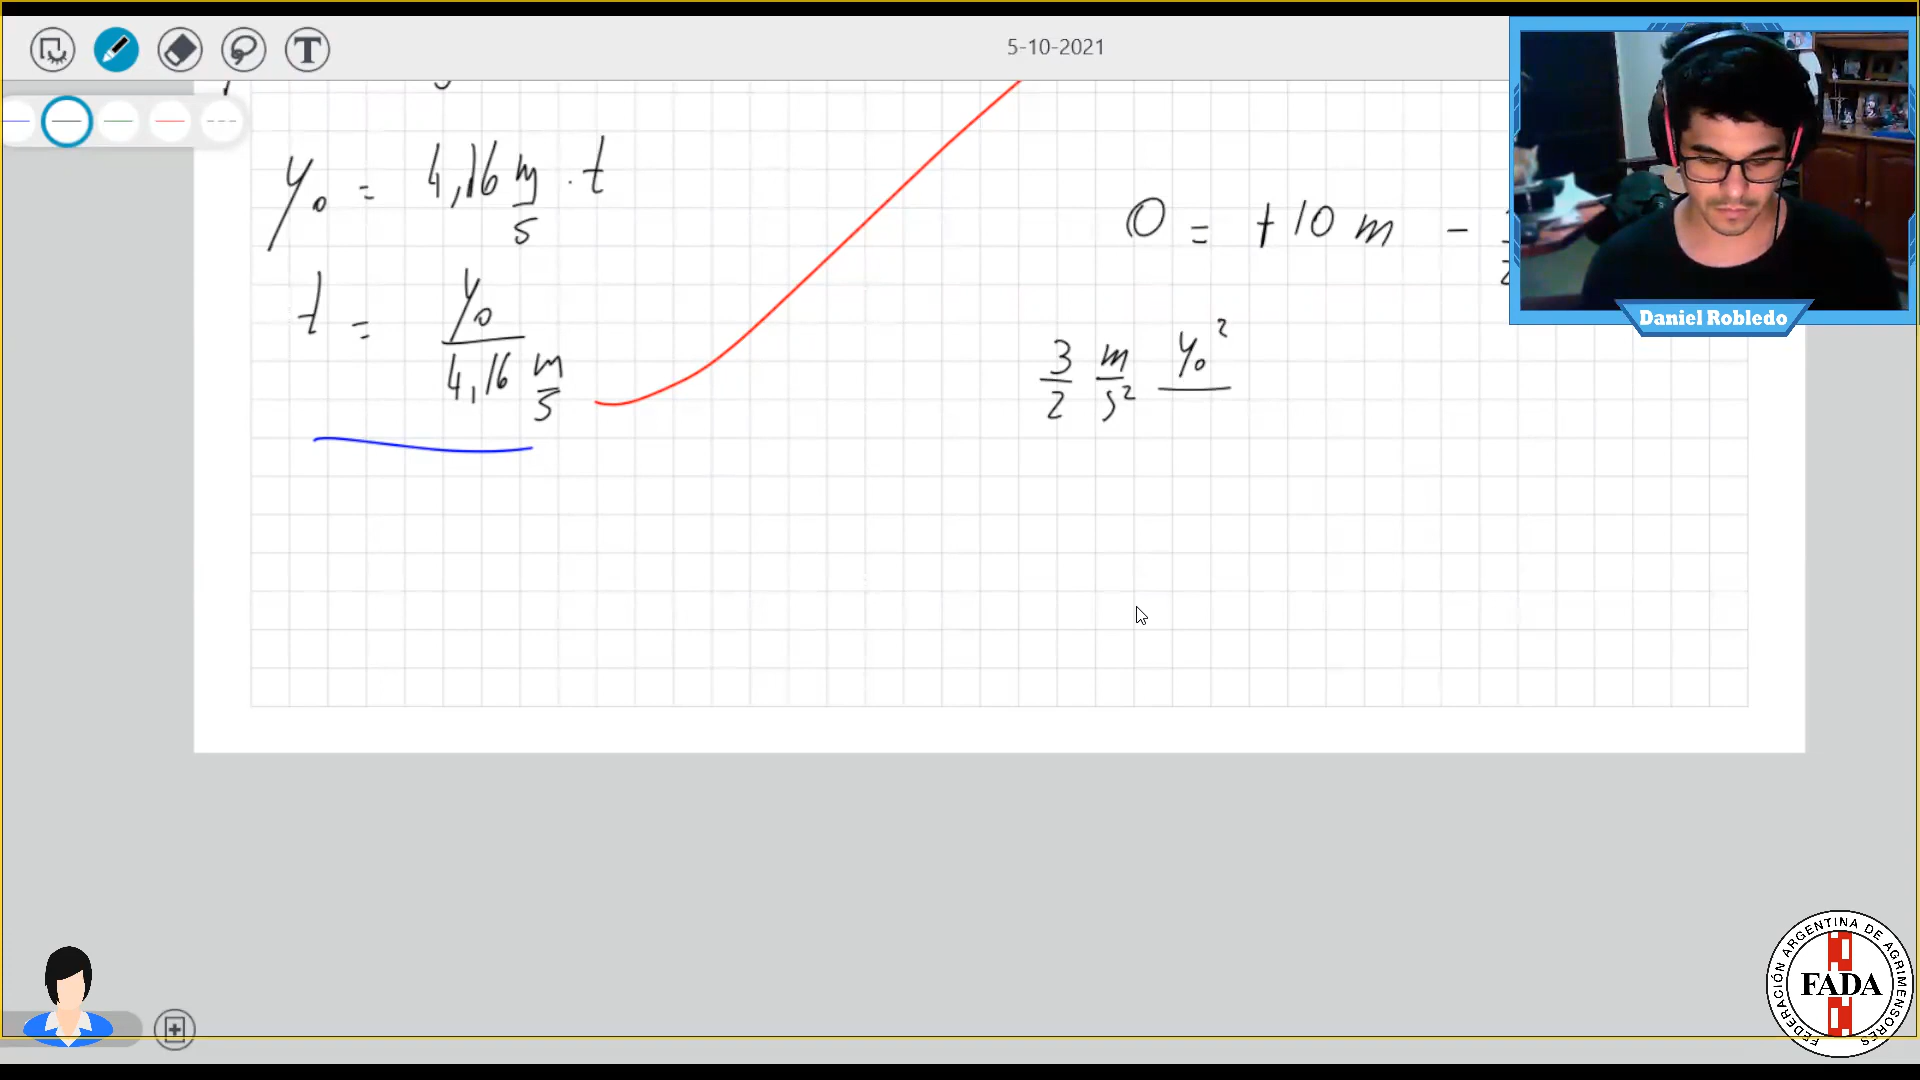 5-10-2021
Daniel Robledo
y₀ = 4,16 m/s . t
0 = +10 m -
t = y₀ / 4,16 m/s
3/2 m/s² y₀²
FEDERACIÓN ARGENTINA DE AGRIMENSORES
FADA